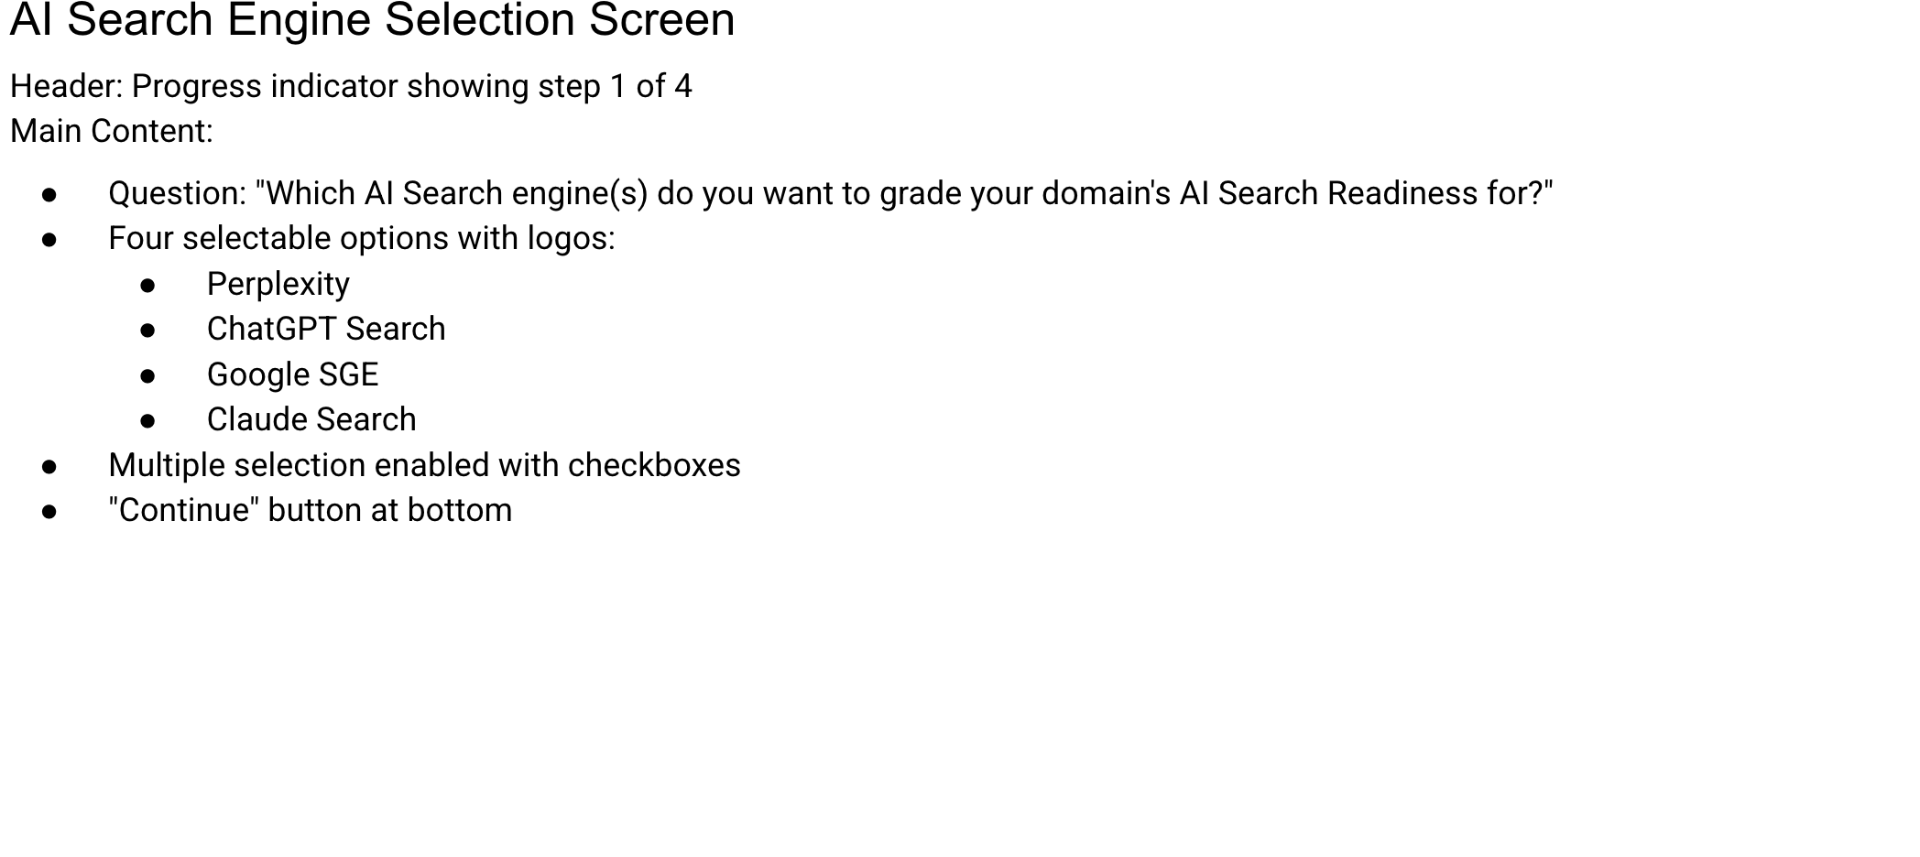 AI Search Engine Selection Screen
Header: Progress indicator showing step 1 of 4
Main Content:
● Question: "Which AI Search engine(s) do you want to grade your domain's AI Search Readiness for?"
● Four selectable options with logos:
● Perplexity
● ChatGPT Search
● Google SGE
● Claude Search
● Multiple selection enabled with checkboxes
● "Continue" button at bottom